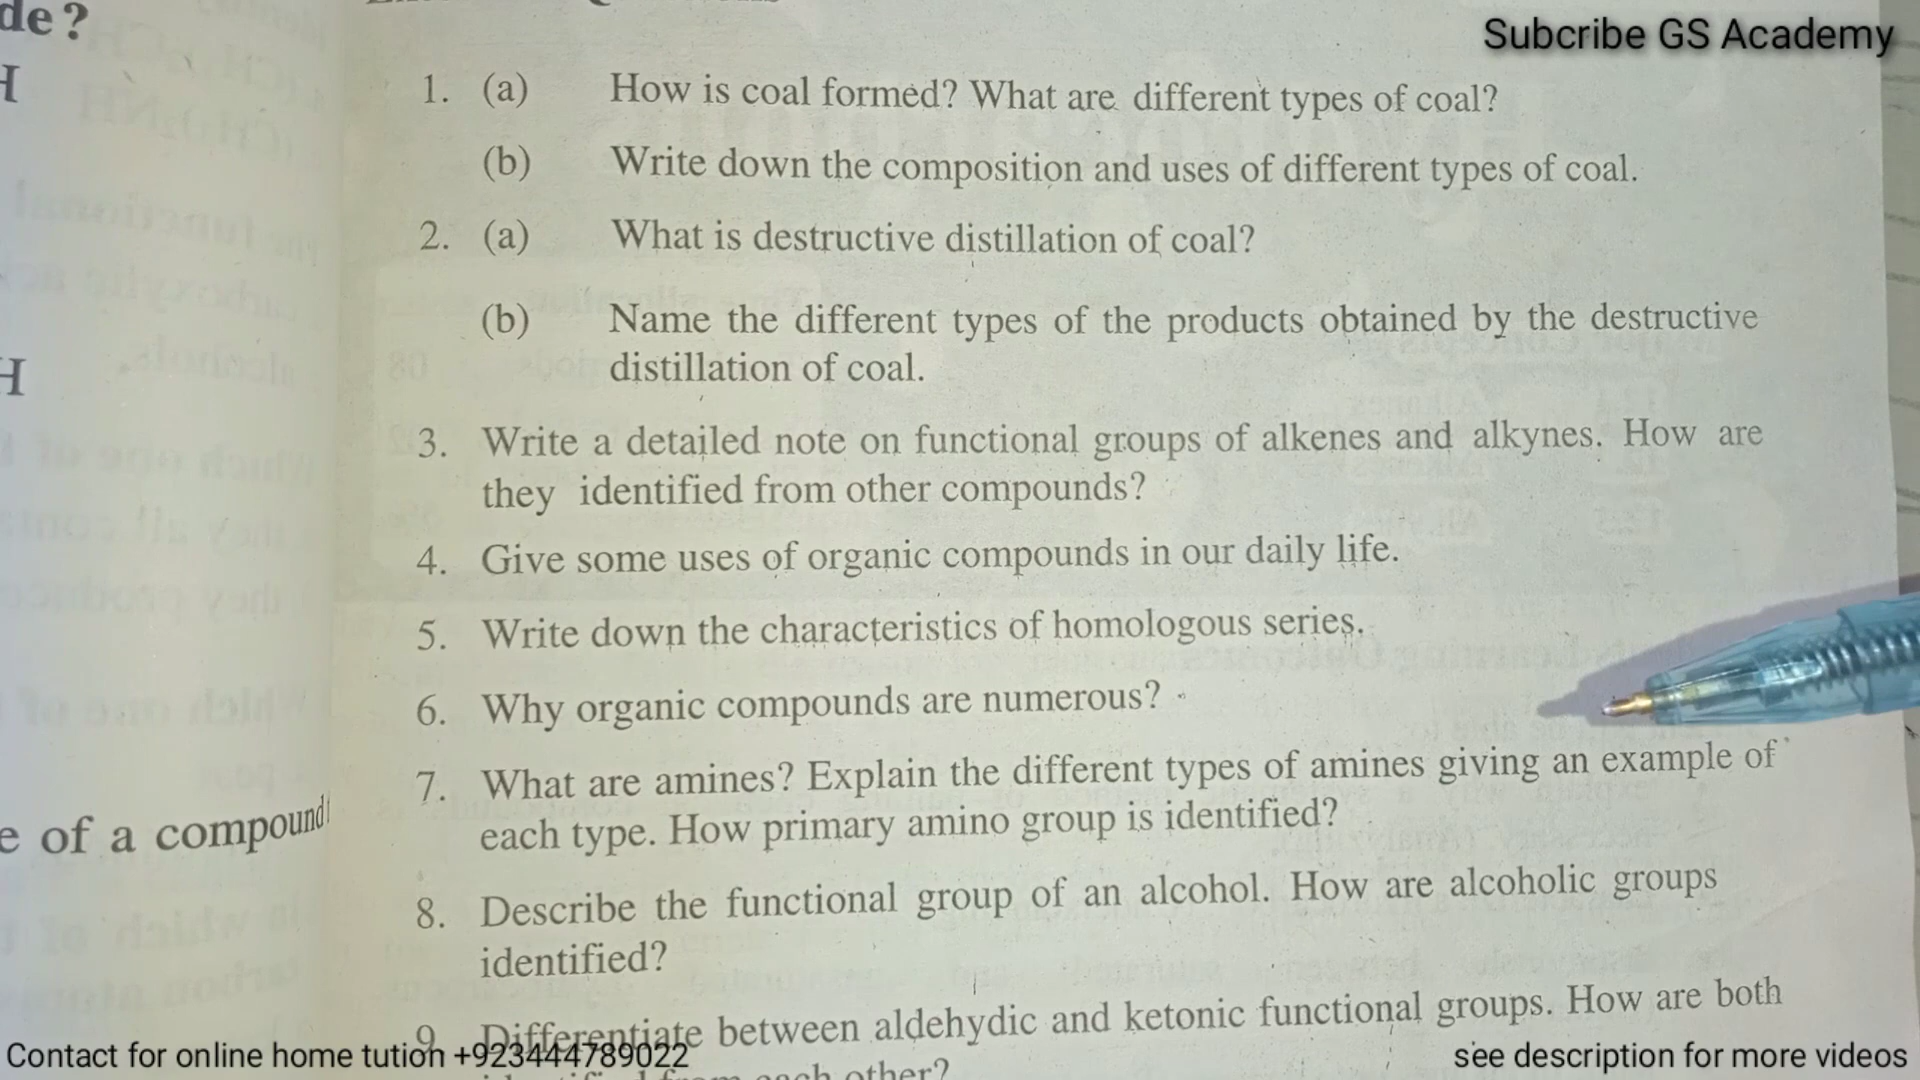 de?
Subcribe GS Academy
H
1. (a) How is coal formed? What are different types of coal?
(b) Write down the composition and uses of different types of coal.
2. (a) What is destructive distillation of coal?
(b) Name the different types of the products obtained by the destructive
distillation of coal.
H
3. Write a detailed note on functional groups of alkenes and alkynes. How are
they identified from other compounds?
4. Give some uses of organic compounds in our daily life.
5. Write down the characteristics of homologous series.
6. Why organic compounds are numerous?
7. What are amines? Explain the different types of amines giving an example of
each type. How primary amino group is identified?
e of a compound
8. Describe the functional group of an alcohol. How are alcoholic groups
identified?
9. Differentiate between aldehydic and ketonic functional groups. How are both
each other?
Contact for online home tution +923444789022
see description for more videos